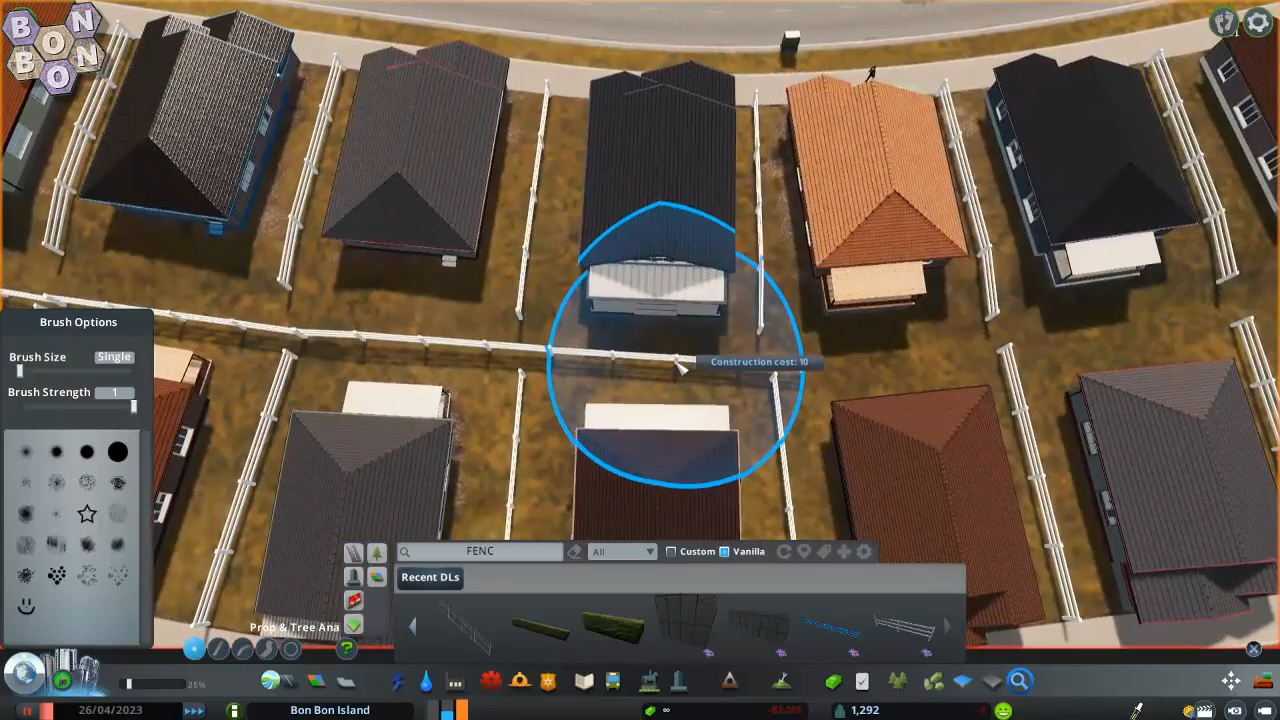 BON
BON
O
Construction cost: 10
Brush Options
Brush Size Single
Brush Strength 1
FENC
All
Custom
Vanilla
Recent DLs
Prop & Tree Ana
25%
26/04/2023
Bon Bon Island
∞
1,292